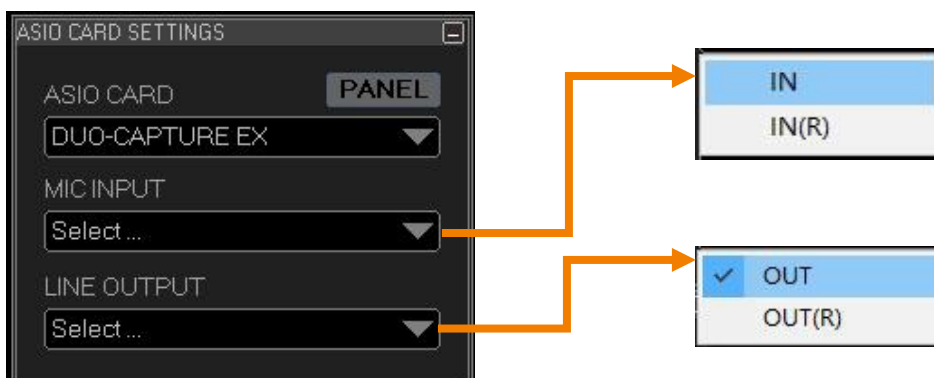 ASIO CARD SETTINGS
ASIO CARD
PANEL
DUO-CAPTURE EX
MIC INPUT
Select ...
LINE OUTPUT
Select ...
IN
IN(R)
OUT
OUT(R)